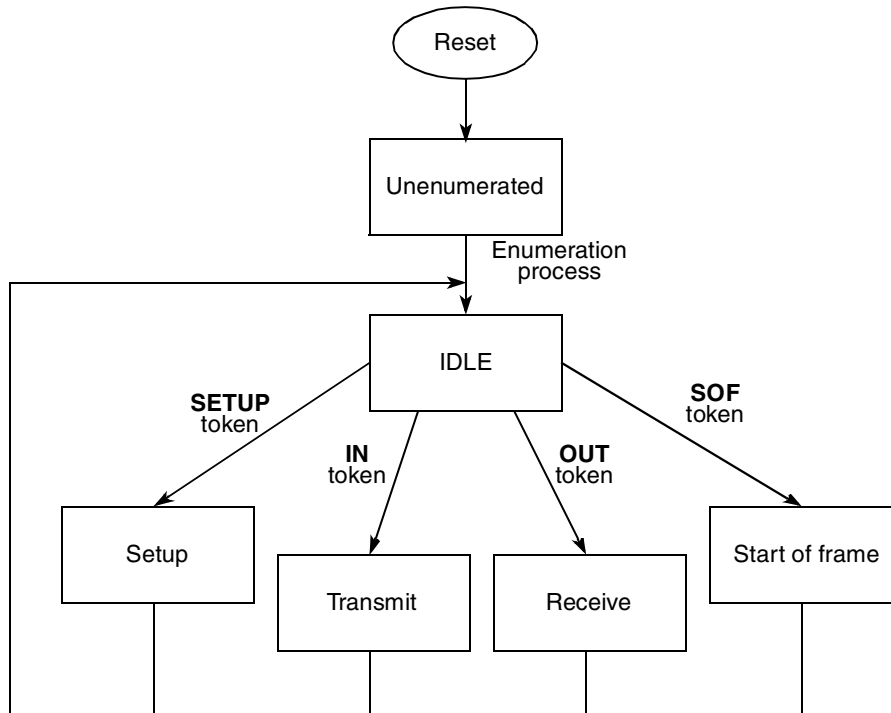 Reset
Unenumerated
Enumeration
process
IDLE
SETUP
token
IN
token
OUT
token
SOF
token
Setup
Transmit
Receive
Start of frame